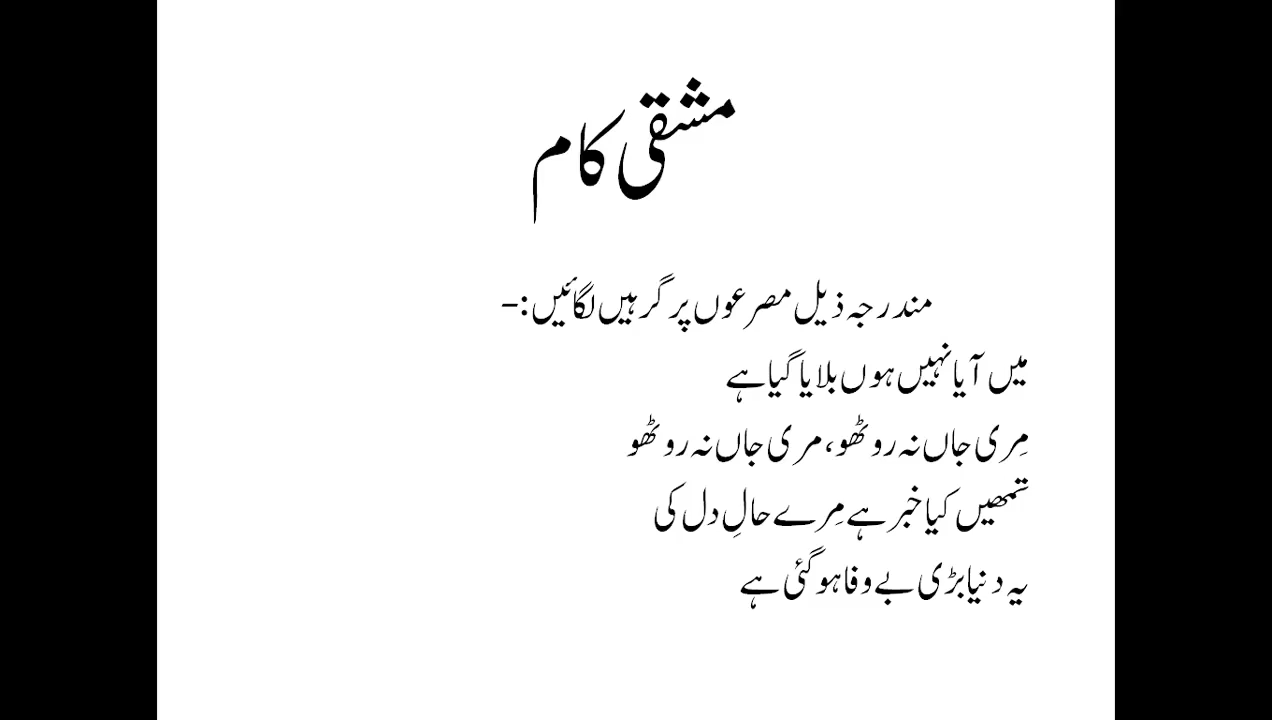 مشقی کام
مندرجہ ذیل مصرعوں پر گرہیں لگائیں:-
میں آیا نہیں ہوں بلایا گیا ہے
مِری جاں نہ روٹھو، مری جاں نہ روٹھو
تمھیں کیا خبر ہے مِرے حالِ دل کی
یہ دنیا بڑی بے وفا ہو گئی ہے